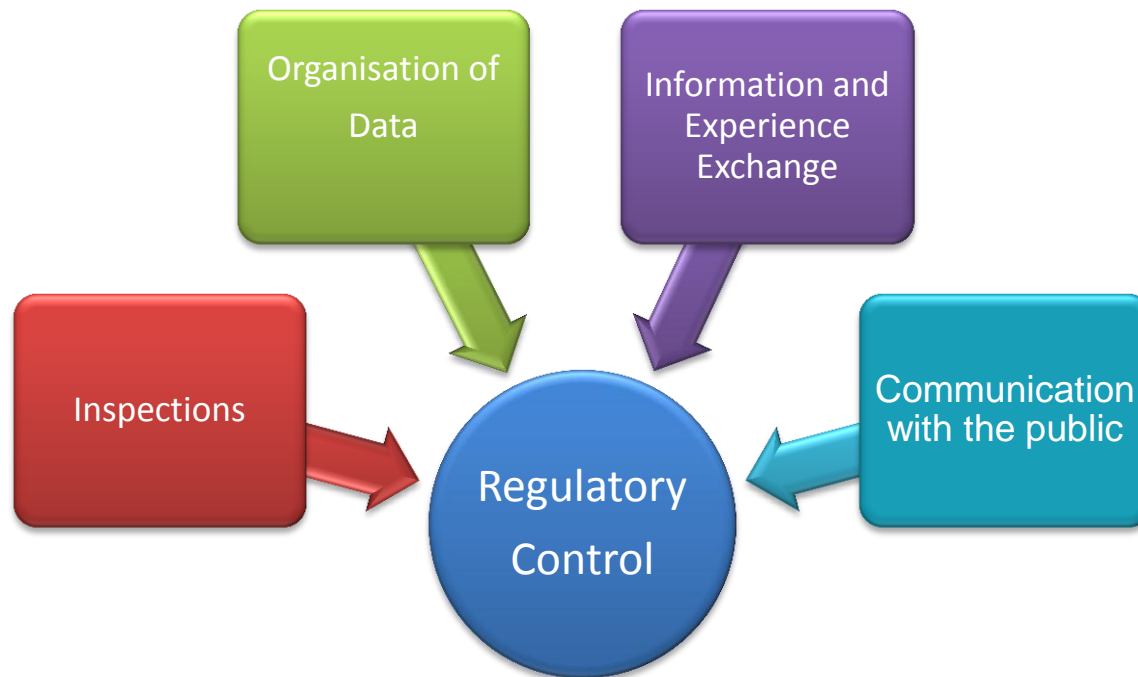 Organisation of
Data
Information and
Experience
Exchange
Inspections
Communication
with the public
Regulatory
Control